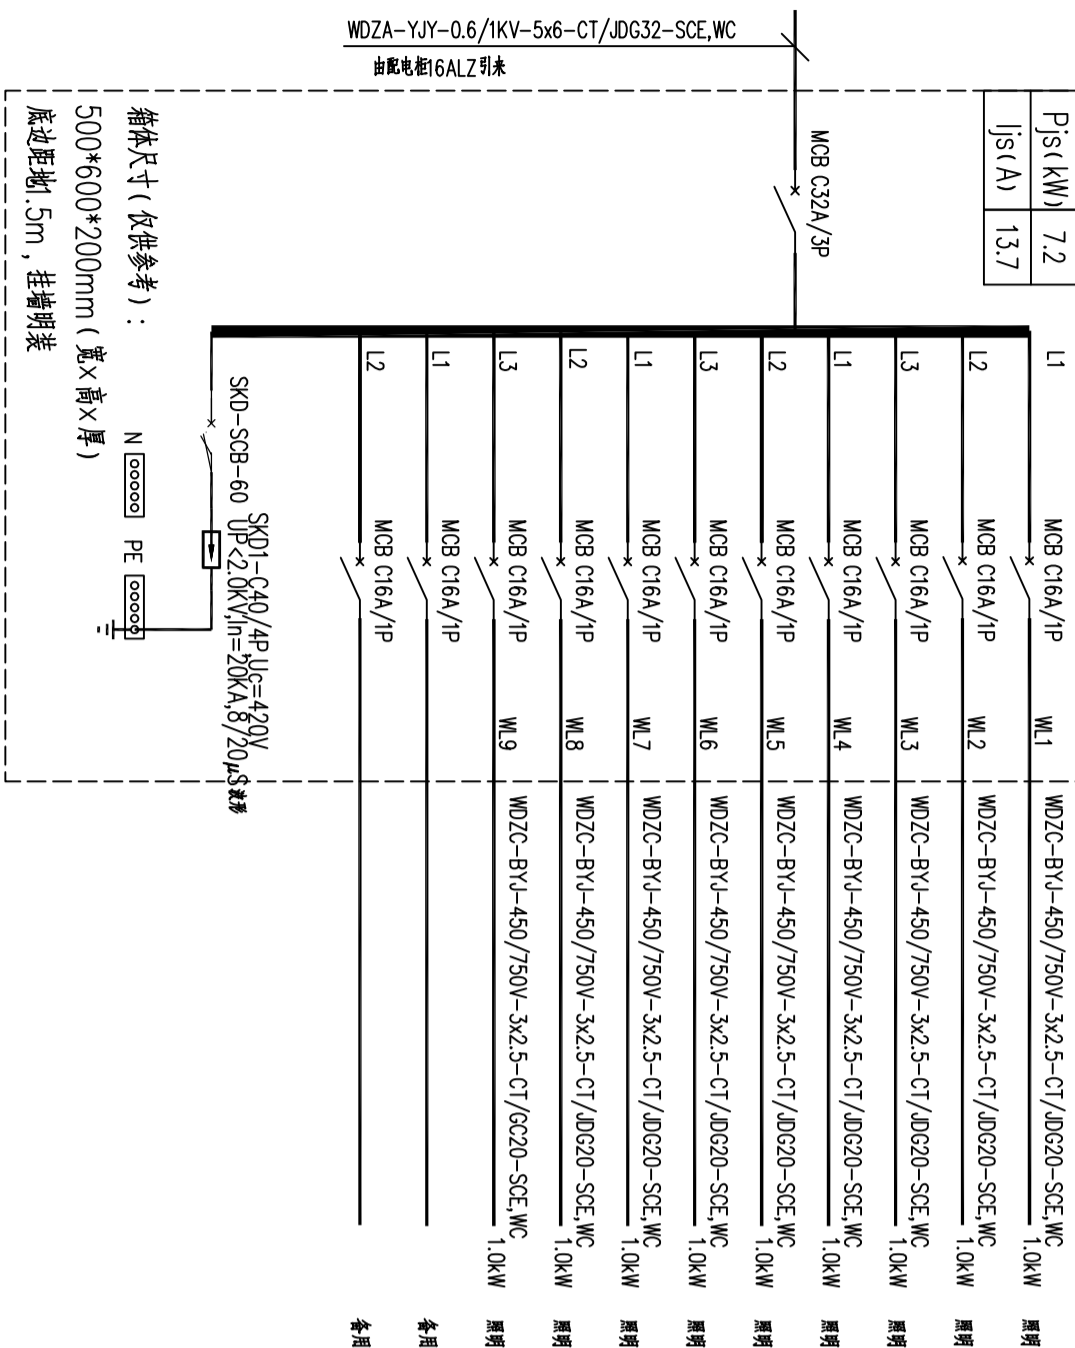 WDZA-YJY-0.6/1KV-5x6-CT/JDG32-SCE,WC
由配电柜16ALZ引来
Pjs(kW) 7.2
Ijs(A) 13.7
MCB C32A/3P
L1 MCB C16A/1P WL1 WDZC-BYJ-450/750V-3x2.5-CT/JDG20-SCE,WC 1.0kW 照明
L2 MCB C16A/1P WL2 WDZC-BYJ-450/750V-3x2.5-CT/JDG20-SCE,WC 1.0kW 照明
L3 MCB C16A/1P WL3 WDZC-BYJ-450/750V-3x2.5-CT/JDG20-SCE,WC 1.0kW 照明
L1 MCB C16A/1P WL4 WDZC-BYJ-450/750V-3x2.5-CT/JDG20-SCE,WC 1.0kW 照明
L2 MCB C16A/1P WL5 WDZC-BYJ-450/750V-3x2.5-CT/JDG20-SCE,WC 1.0kW 照明
L3 MCB C16A/1P WL6 WDZC-BYJ-450/750V-3x2.5-CT/JDG20-SCE,WC 1.0kW 照明
L1 MCB C16A/1P WL7 WDZC-BYJ-450/750V-3x2.5-CT/JDG20-SCE,WC 1.0kW 照明
L2 MCB C16A/1P WL8 WDZC-BYJ-450/750V-3x2.5-CT/JDG20-SCE,WC 1.0kW 照明
L3 MCB C16A/1P WL9 WDZC-BYJ-450/750V-3x2.5-CT/GC20-SCE,WC 1.0kW 照明
L1 MCB C16A/1P 备用
L2 MCB C16A/1P 备用
SKD1-C40/4P,Uc=420V
SKD-SCB-60 UP<2.0KV,In=20KA,8/20μS波形
N PE
箱体尺寸(仅供参考):
500*600*200mm(宽x高x厚)
底边距地1.5m,挂墙明装